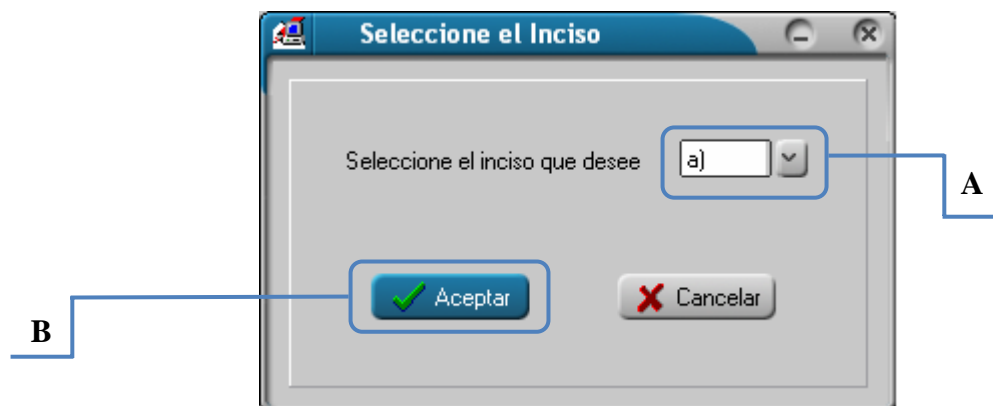 Seleccione el Inciso
Seleccione el inciso que desee a)
A
Aceptar Cancelar
B